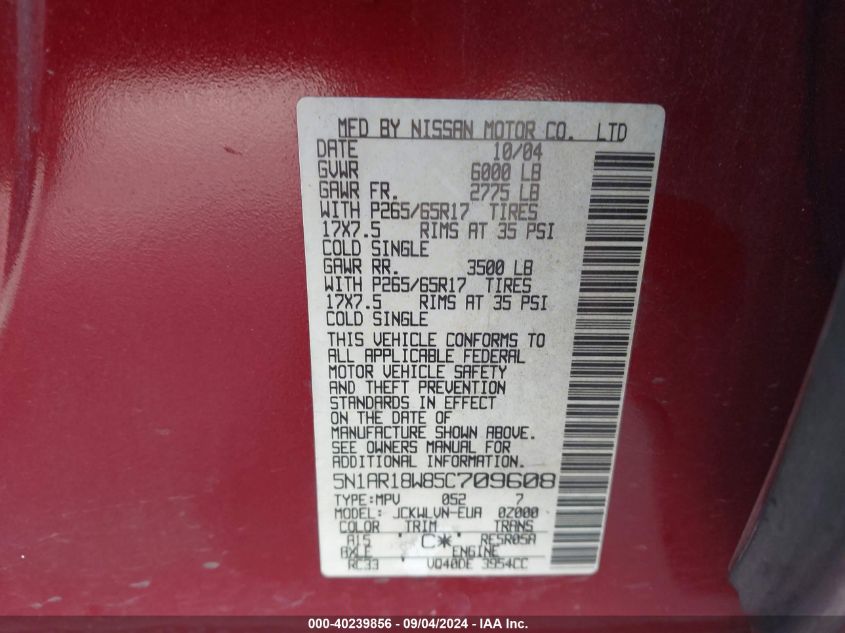 MFD BY NISSAN MOTOR CO. LTD
DATE 10/04
GVWR 6000 LB
GAWR FR. 2775 LB
WITH P265/65R17 TIRES
17X7.5 RIMS AT 35 PSI
COLD SINGLE
GAWR RR. 3500 LB
WITH P265/65R17 TIRES
17X7.5 RIMS AT 35 PSI
COLD SINGLE
THIS VEHICLE CONFORMS TO
ALL APPLICABLE FEDERAL
MOTOR VEHICLE SAFETY
AND THEFT PREVENTION
STANDARDS IN EFFECT
ON THE DATE OF
MANUFACTURE SHOWN ABOVE.
SEE OWNERS MANUAL FOR
ADDITIONAL INFORMATION.
5N1AR18W85C709608
TYPE:MPV 052 7
MODEL: JCKWLVN-EUA 0Z000
COLOR TRIM TRANS
A15 C* RE5R05A
AXLE ENGINE
RC33 VQ40DE 3954CC
000-40239856 - 09/04/2024 - IAA Inc.